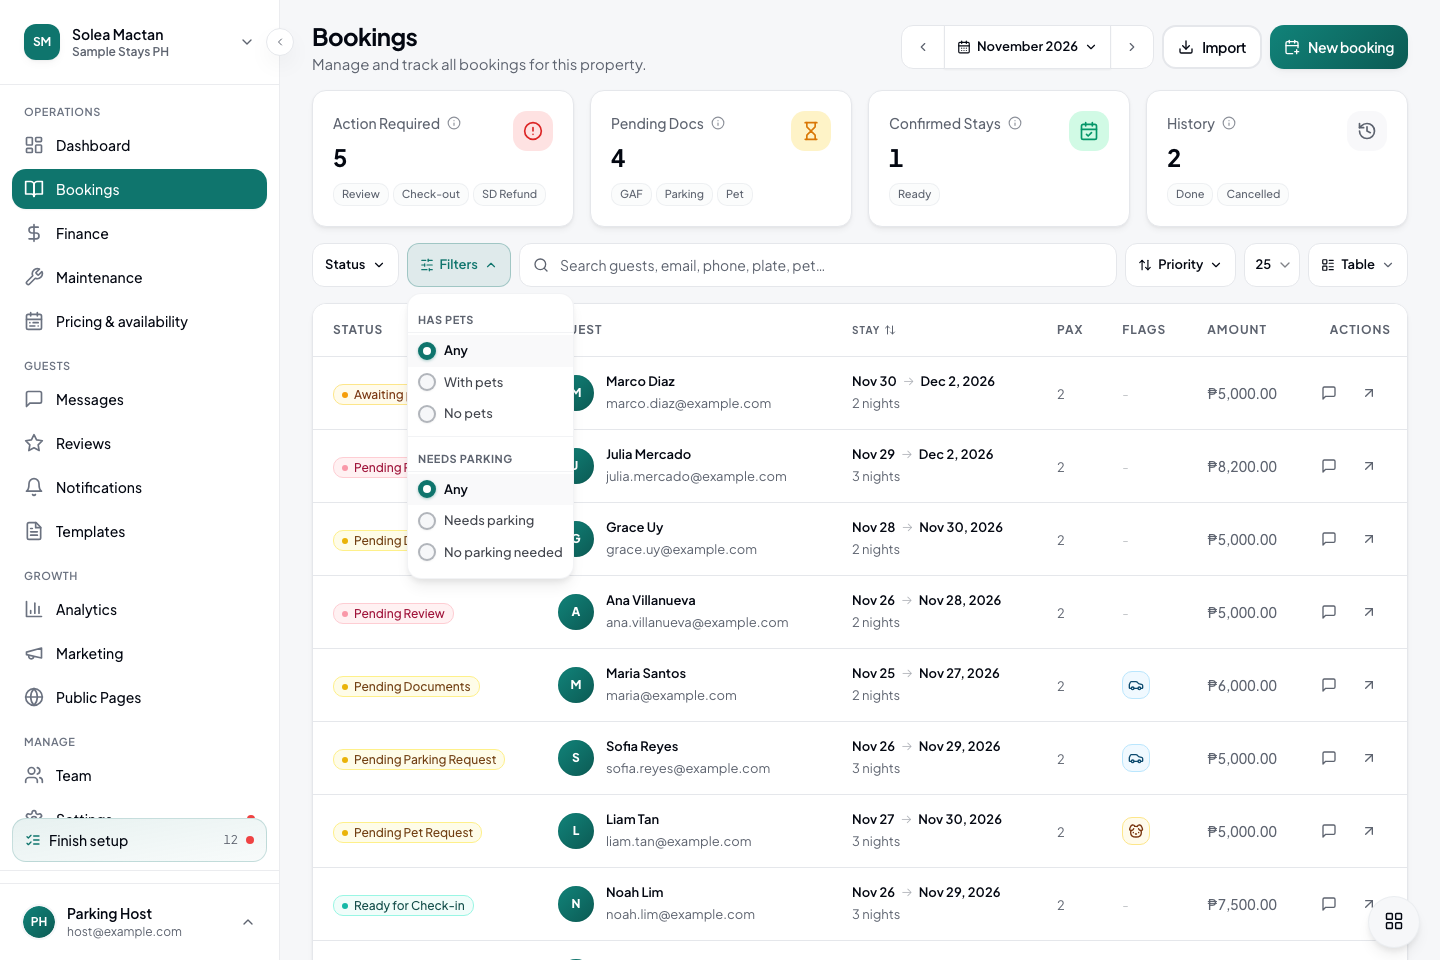 SM
Solea Mactan
Sample Stays PH
OPERATIONS
Dashboard
Bookings
Finance
Maintenance
Pricing & availability
GUESTS
Messages
Reviews
Notifications
Templates
GROWTH
Analytics
Marketing
Public Pages
MANAGE
Team
Settings
Finish setup 12
PH
Parking Host
host@example.com
Bookings
Manage and track all bookings for this property.
November 2026
Import
New booking
Action Required
5
Review Check-out SD Refund
Pending Docs
4
GAF Parking Pet
Confirmed Stays
1
Ready
History
2
Done Cancelled
Status Filters Search guests, email, phone, plate, pet... Priority 25 Table
HAS PETS
Any
With pets
No pets
NEEDS PARKING
Any
Needs parking
No parking needed
STATUS STAY PAX FLAGS AMOUNT ACTIONS
Awaiting Marco Diaz Nov 30 → Dec 2, 2026 2 - ₱5,000.00
marco.diaz@example.com 2 nights
Pending Julia Mercado Nov 29 → Dec 2, 2026 2 - ₱8,200.00
julia.mercado@example.com 3 nights
Pending Grace Uy Nov 28 → Nov 30, 2026 2 - ₱5,000.00
grace.uy@example.com 2 nights
Pending Review A Ana Villanueva Nov 26 → Nov 28, 2026 2 - ₱5,000.00
ana.villanueva@example.com 2 nights
Pending Documents M Maria Santos Nov 25 → Nov 27, 2026 2 ₱6,000.00
maria@example.com 2 nights
Pending Parking Request S Sofia Reyes Nov 26 → Nov 29, 2026 2 ₱5,000.00
sofia.reyes@example.com 3 nights
Pending Pet Request L Liam Tan Nov 27 → Nov 30, 2026 2 ₱5,000.00
liam.tan@example.com 3 nights
Ready for Check-in N Noah Lim Nov 26 → Nov 29, 2026 2 - ₱7,500.00
noah.lim@example.com 3 nights